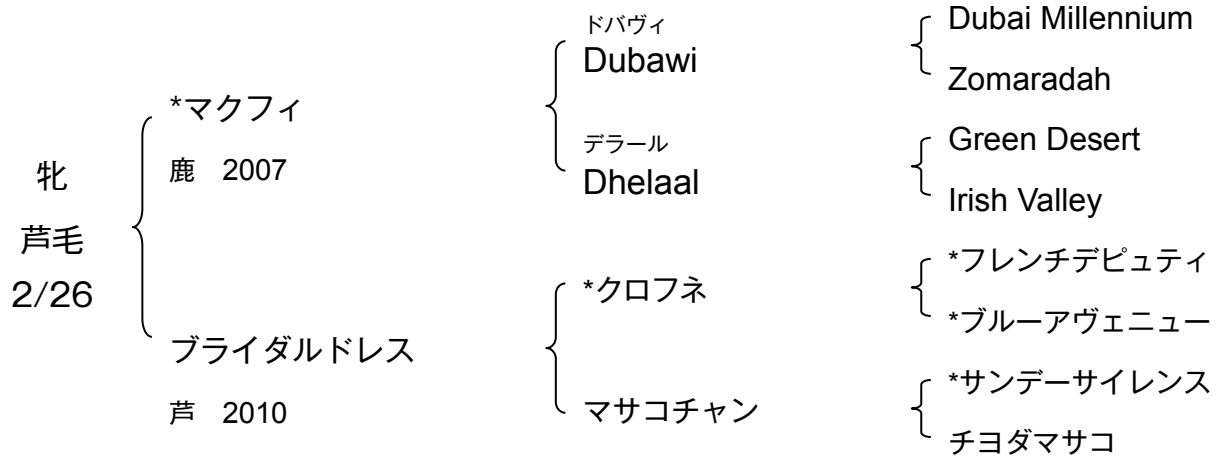 牝
芦毛
2/26
*マクフィ
鹿 2007
ブライダルドレス
芦 2010
ドバヴィ
Dubawi
デラール
Dhelaal
*クロフネ
マサコチャン
Dubai Millennium
Zomaradah
Green Desert
Irish Valley
*フレンチデピュティ
*ブルーアヴェニュー
*サンデーサイレンス
チヨダマサコ